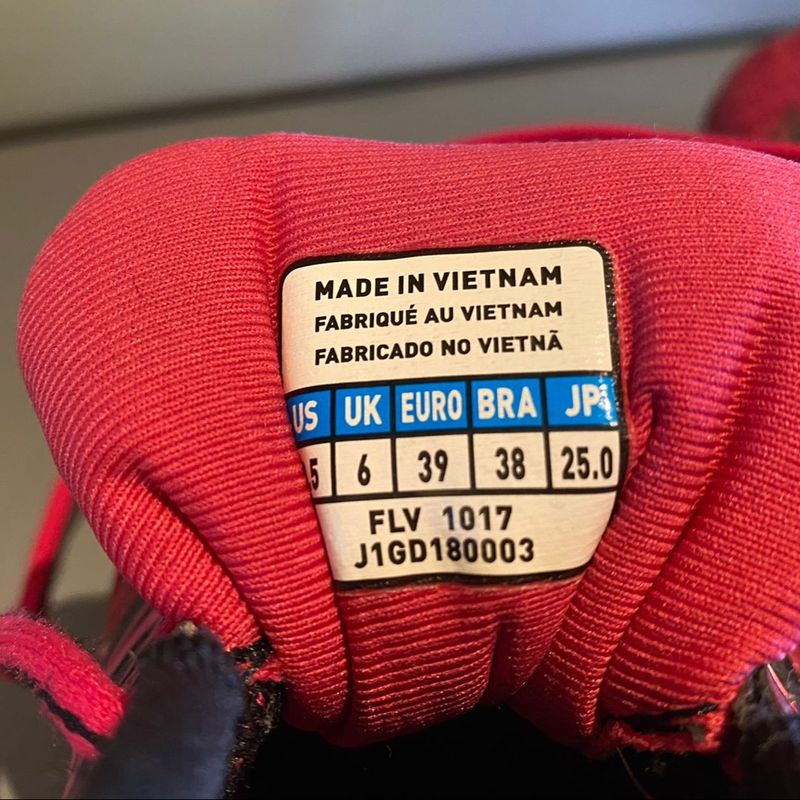 MADE IN VIETNAM
FABRIQUÉ AU VIETNAM
FABRICADO NO VIETNÃ
US UK EURO BRA JP
.5 6 39 38 25.0
FLV 1017
J1GD180003